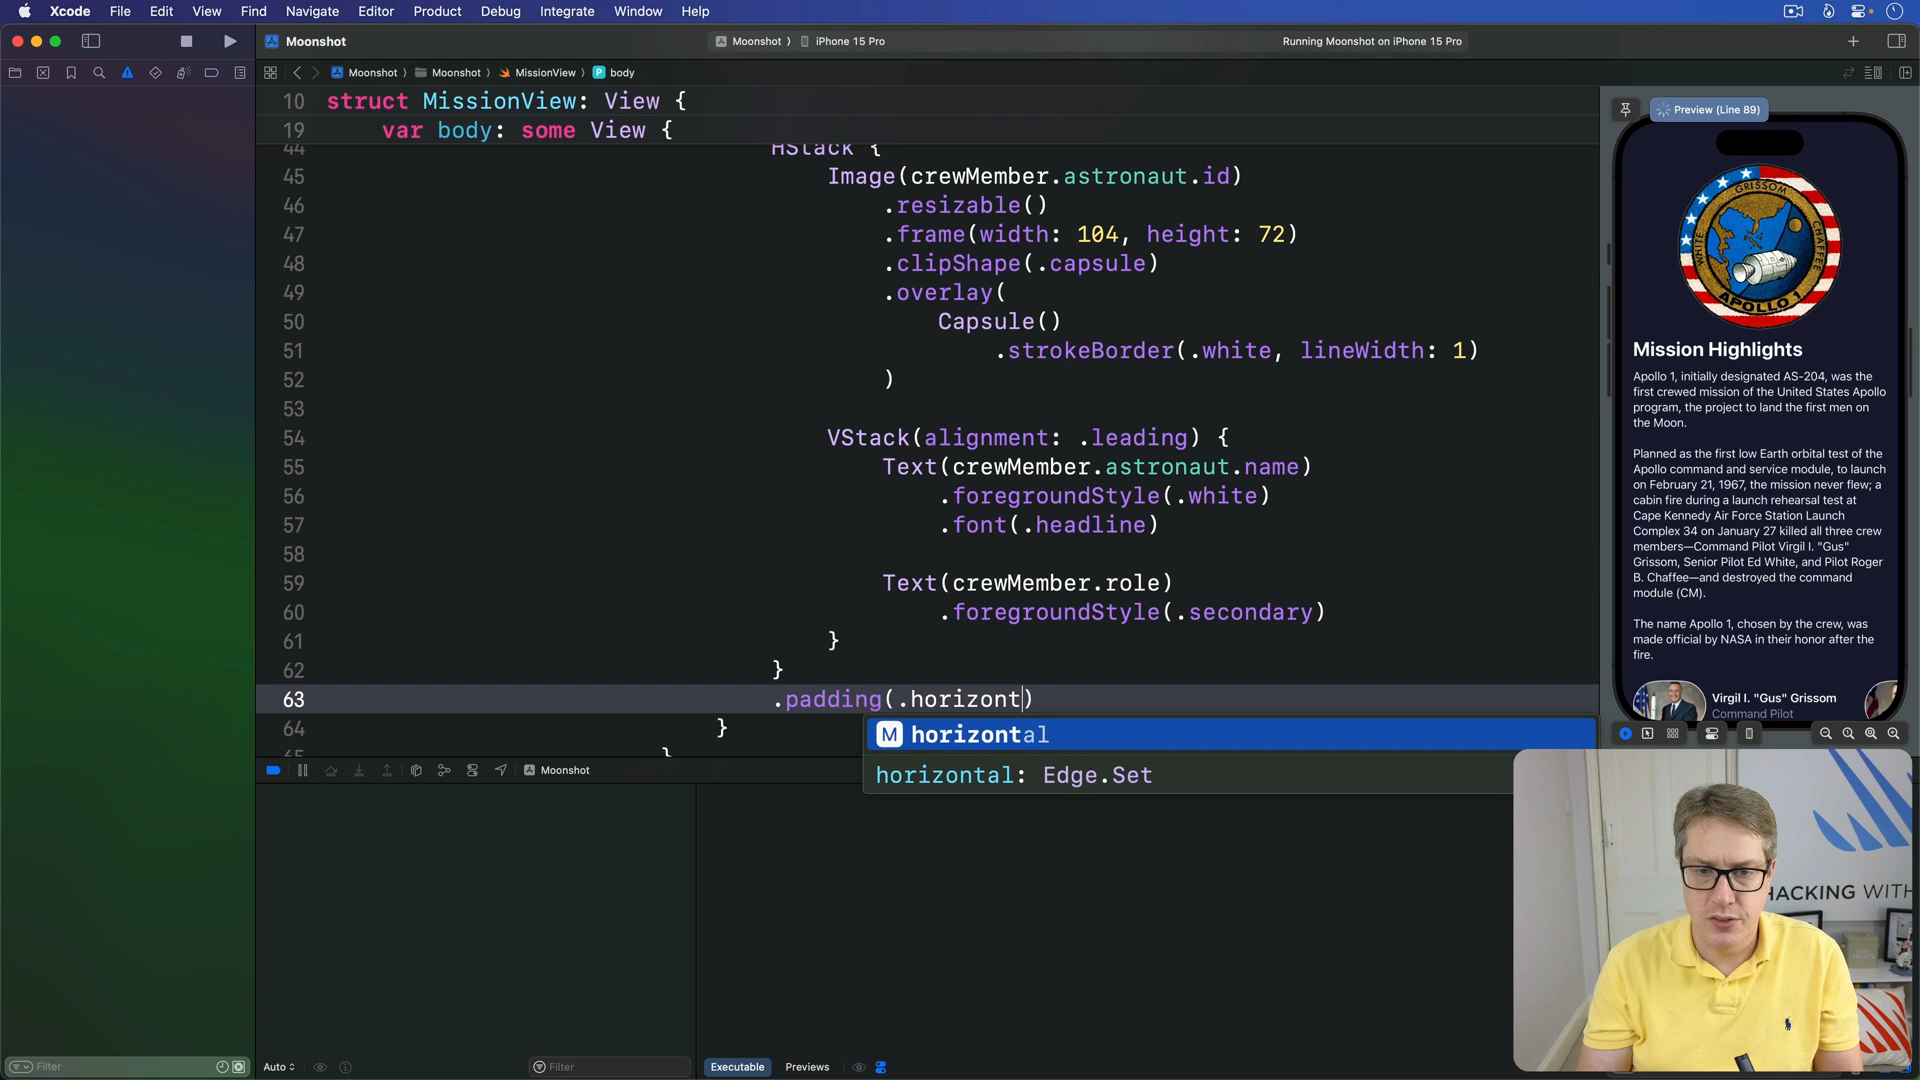 Xcode File Edit View Find Navigate Editor Product Debug Integrate Window Help
Moonshot
Moonshot 〉 iPhone 15 Pro
Running Moonshot on iPhone 15 Pro
Moonshot 〉 Moonshot 〉 MissionView 〉 P body
10 struct MissionView: View {
19 var body: some View {
44 HStack {
45 Image(crewMember.astronaut.id)
46 .resizable()
47 .frame(width: 104, height: 72)
48 .clipShape(.capsule)
49 .overlay(
50 Capsule()
51 .strokeBorder(.white, lineWidth: 1)
52 )
53
54 VStack(alignment: .leading) {
55 Text(crewMember.astronaut.name)
56 .foregroundStyle(.white)
57 .font(.headline)
58
59 Text(crewMember.role)
60 .foregroundStyle(.secondary)
61 }
62 }
63 .padding(.horizont)
64 }
65 }
M horizontal
horizontal: Edge.Set
Moonshot
Auto
Filter
Filter
Executable Previews
Preview (Line 89)
GRISSOM
WHITE
CHAFFEE
APOLLO 1
Mission Highlights
Apollo 1, initially designated AS-204, was the
first crewed mission of the United States Apollo
program, the project to land the first men on
the Moon.
Planned as the first low Earth orbital test of the
Apollo command and service module, to launch
on February 21, 1967, the mission never flew; a
cabin fire during a launch rehearsal test at
Cape Kennedy Air Force Station Launch
Complex 34 on January 27 killed all three crew
members—Command Pilot Virgil I. "Gus"
Grissom, Senior Pilot Ed White, and Pilot Roger
B. Chaffee—and destroyed the command
module (CM).
The name Apollo 1, chosen by the crew, was
made official by NASA in their honor after the
fire.
Virgil I. "Gus" Grissom
Command Pilot
HACKING WITH